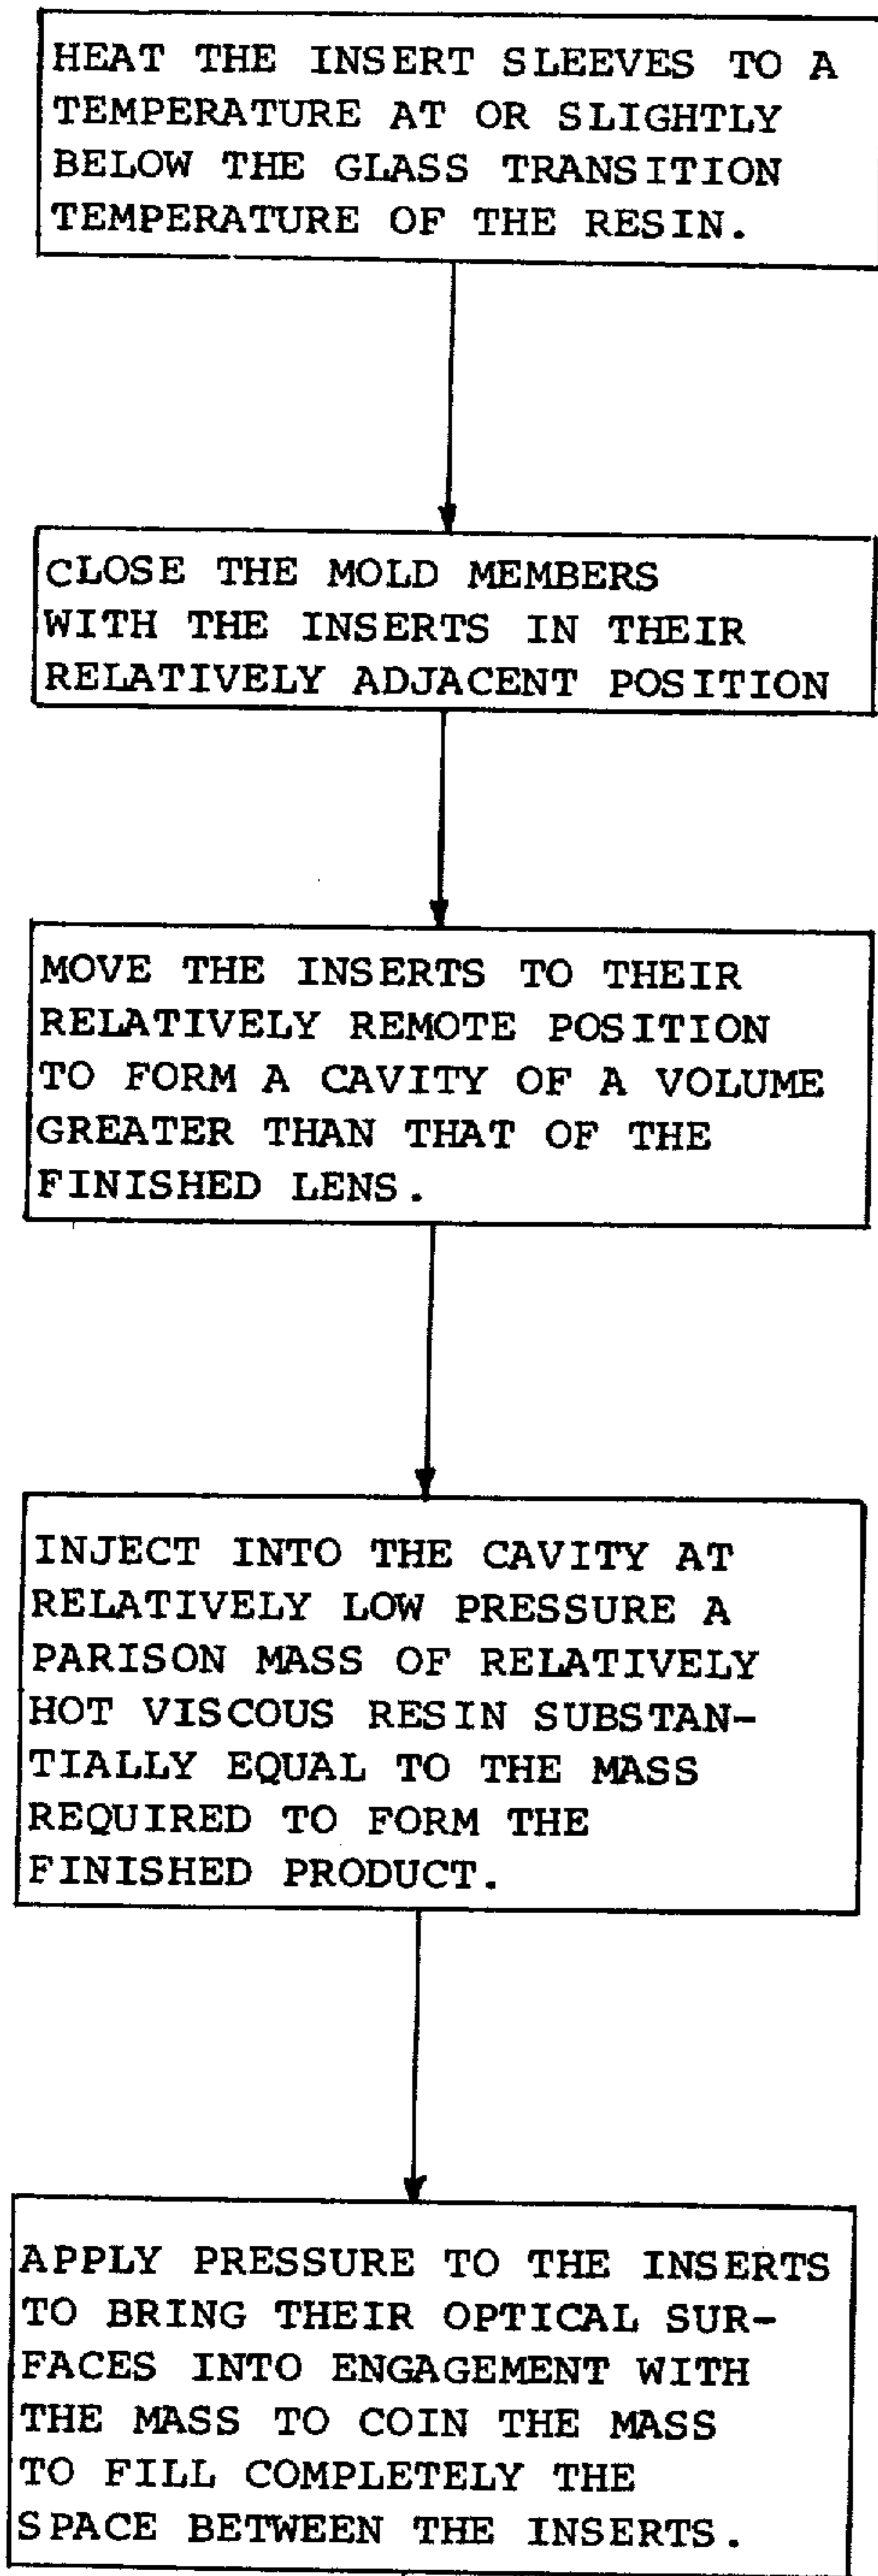 HEAT THE INSERT SLEEVES TO A
TEMPERATURE AT OR SLIGHTLY
BELOW THE GLASS TRANSITION
TEMPERATURE OF THE RESIN.
CLOSE THE MOLD MEMBERS
WITH THE INSERTS IN THEIR
RELATIVELY ADJACENT POSITION
MOVE THE INSERTS TO THEIR
RELATIVELY REMOTE POSITION
TO FORM A CAVITY OF A VOLUME
GREATER THAN THAT OF THE
FINISHED LENS.
INJECT INTO THE CAVITY AT
RELATIVELY LOW PRESSURE A
PARISON MASS OF RELATIVELY
HOT VISCOUS RESIN SUBSTAN-
TIALLY EQUAL TO THE MASS
REQUIRED TO FORM THE
FINISHED PRODUCT.
APPLY PRESSURE TO THE INSERTS
TO BRING THEIR OPTICAL SUR-
FACES INTO ENGAGEMENT WITH
THE MASS TO COIN THE MASS
TO FILL COMPLETELY THE
SPACE BETWEEN THE INSERTS.